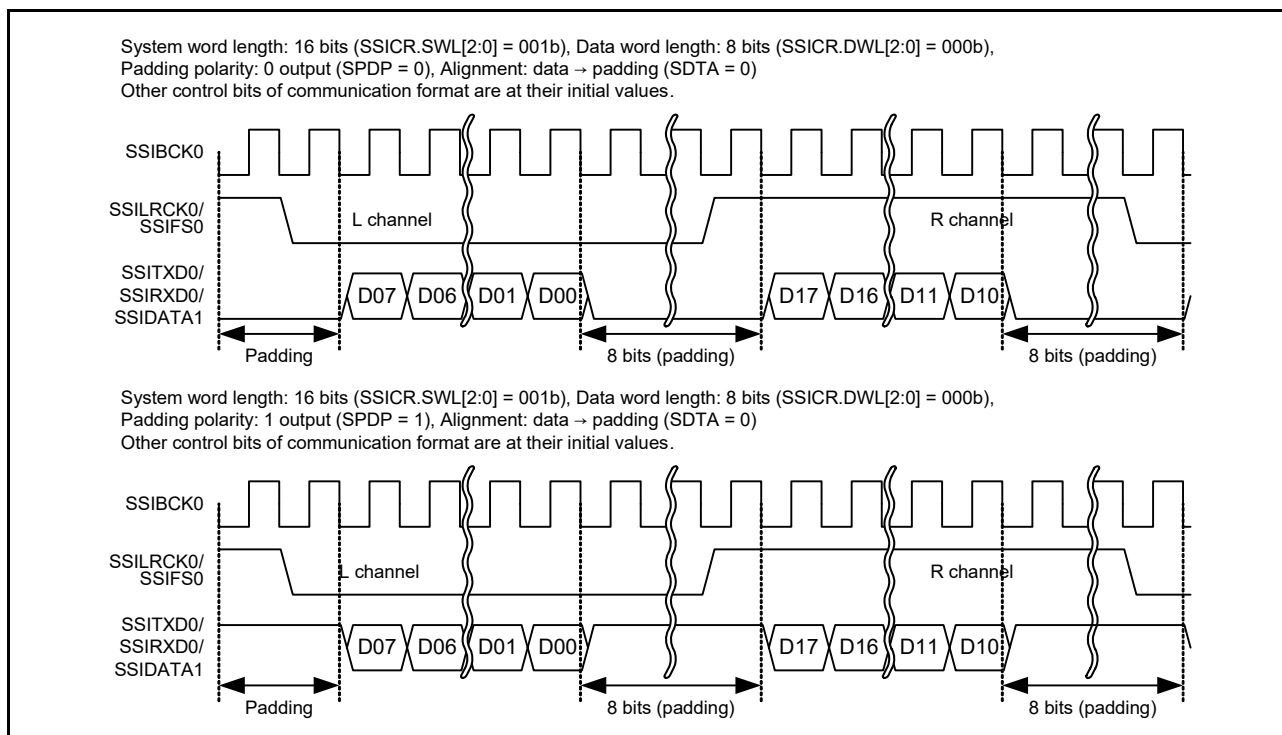 System word length: 16 bits (SSICR.SWL[2:0] = 001b), Data word length: 8 bits (SSICR.DWL[2:0] = 000b),
Padding polarity: 0 output (SPDP = 0), Alignment: data → padding (SDTA = 0)
Other control bits of communication format are at their initial values.
SSIBCK0
SSILRCK0/
SSIFS0
L channel
R channel
SSITXD0/
SSIRXD0/
SSIDATA1
D07 D06 D01 D00 D17 D16 D11 D10
Padding 8 bits (padding) 8 bits (padding)
System word length: 16 bits (SSICR.SWL[2:0] = 001b), Data word length: 8 bits (SSICR.DWL[2:0] = 000b),
Padding polarity: 1 output (SPDP = 1), Alignment: data → padding (SDTA = 0)
Other control bits of communication format are at their initial values.
SSIBCK0
SSILRCK0/
SSIFS0
L channel
R channel
SSITXD0/
SSIRXD0/
SSIDATA1
D07 D06 D01 D00 D17 D16 D11 D10
Padding 8 bits (padding) 8 bits (padding)